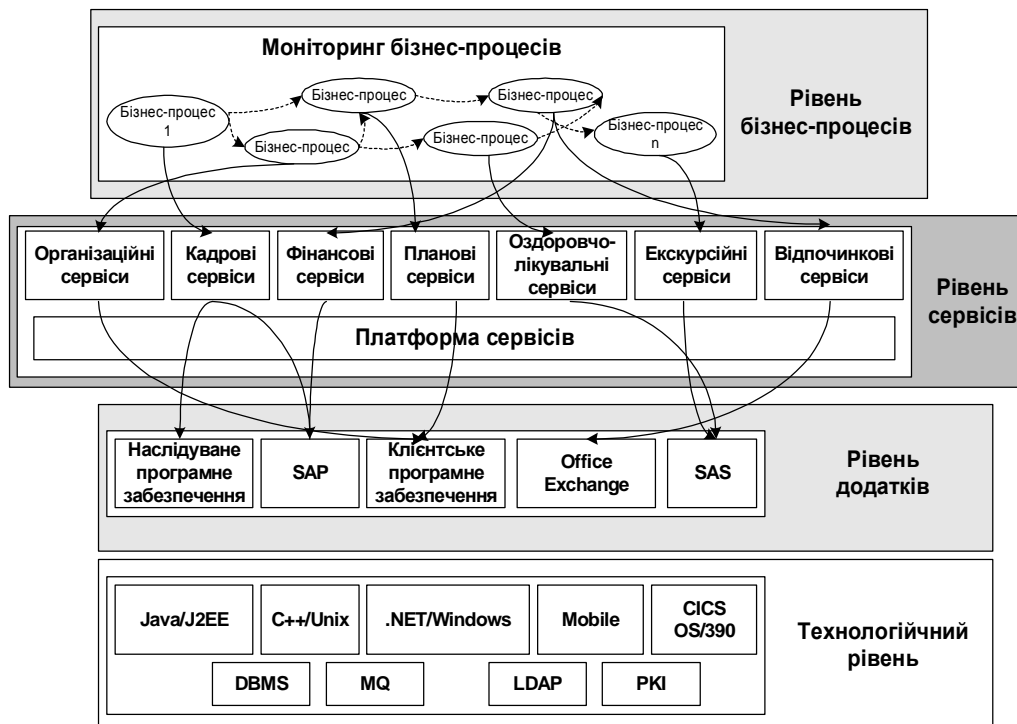 Моніторинг бізнес-процесів
Бізнес-процес
1
Бізнес-процес
Бізнес-процес
Бізнес-процес
Бізнес-процес
Бізнес-процес
n
Рівень
бізнес-процесів
Організаційні
сервіси
Кадрові
сервіси
Фінансові
сервіси
Планові
сервіси
Оздоровчо-
лікувальні
сервіси
Екскурсійні
сервіси
Відпочинкові
сервіси
Платформа сервісів
Рівень
сервісів
Наслідуване
програмне
забезпечення
SAP
Клієнтське
програмне
забезпечення
Office
Exchange
SAS
Рівень
додатків
Java/J2EE
C++/Unix
.NET/Windows
Mobile
CICS
OS/390
DBMS
MQ
LDAP
PKI
Технологійчний
рівень